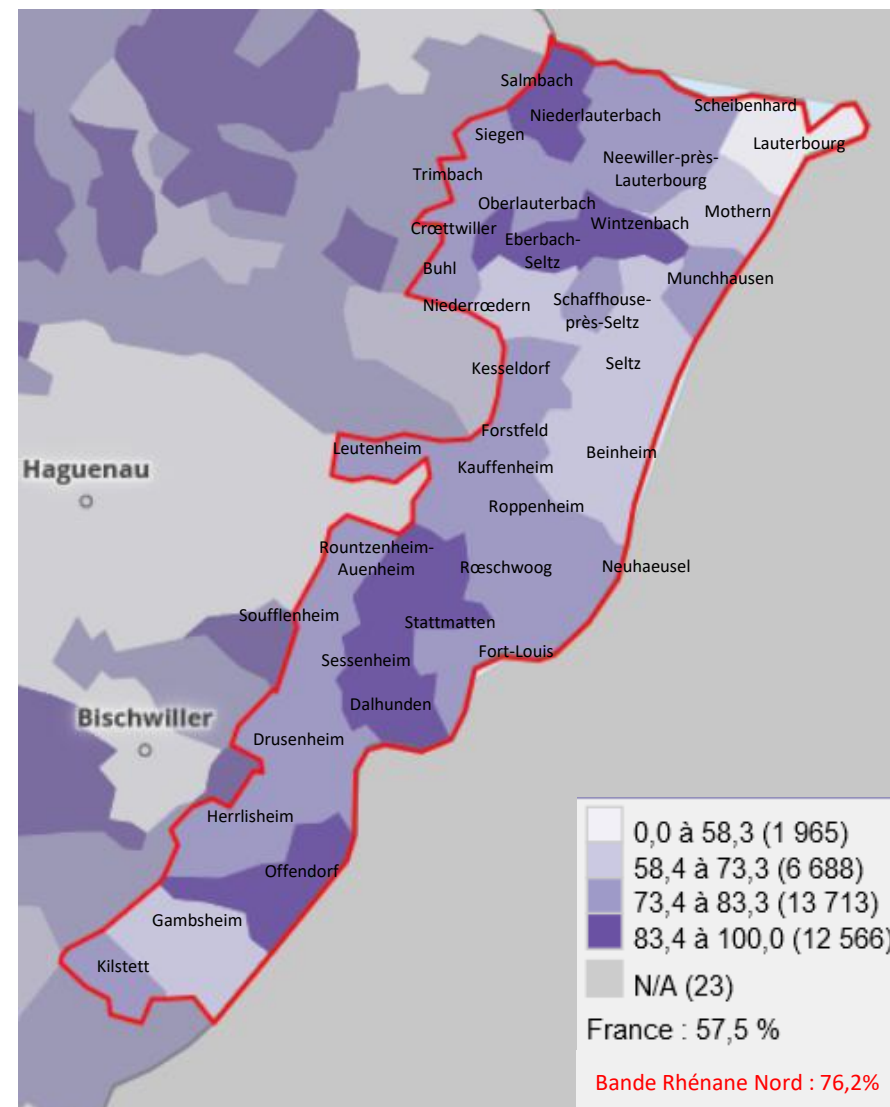 Salmbach
Scheibenhard
Niederlauterbach
Siegen
Lauterbourg
Neewiller-près-
Lauterbourg
Trimbach
Oberlauterbach
Mothern
Wintzenbach
Crœttwiller
Eberbach-
Seltz
Buhl
Munchhausen
Niederrœdern
Schaffhouse-
près-Seltz
Seltz
Kesseldorf
Forstfeld
Leutenheim
Beinheim
Haguenau
Kauffenheim
Roppenheim
Rountzenheim-
Auenheim
Rœschwoog
Neuhaeusel
Soufflenheim
Stattmatten
Fort-Louis
Sessenheim
Dalhunden
Bischwiller
Drusenheim
Herrlisheim
Offendorf
Gambsheim
Kilstett
0,0 à 58,3 (1 965)
58,4 à 73,3 (6 688)
73,4 à 83,3 (13 713)
83,4 à 100,0 (12 566)
N/A (23)
France : 57,5 %
Bande Rhénane Nord : 76,2%